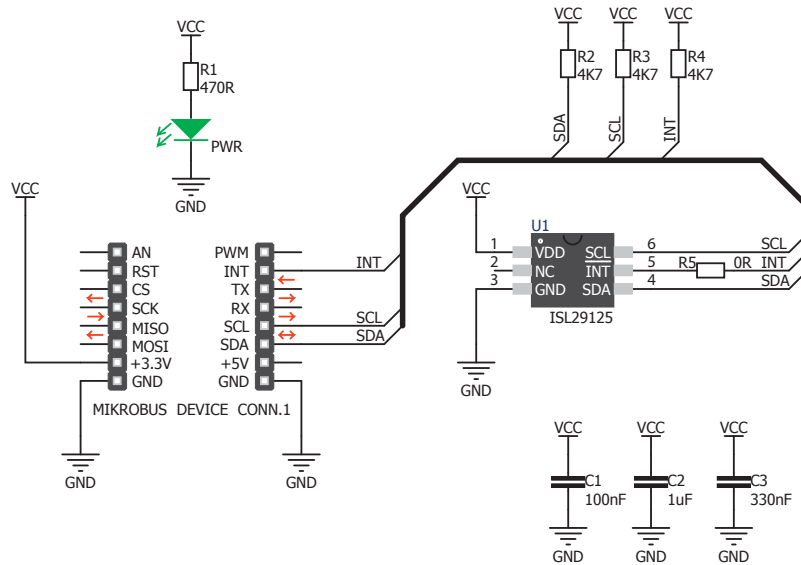 VCC
R1
470R
PWR
GND
VCC VCC VCC
R2 R3 R4
4K7 4K7 4K7
SDA SCL INT
VCC
AN PWM
RST INT INT
CS TX
SCK RX
MISO SCL SCL
MOSI SDA SDA
+3.3V +5V
GND GND
MIKROBUS DEVICE CONN.1
GND GND
VCC
U1
1 VDD SCL 6 SCL
2 NC INT 5 R5 0R INT
3 GND SDA 4 SDA
ISL29125
GND
VCC VCC VCC
C1 C2 C3
100nF 1uF 330nF
GND GND GND